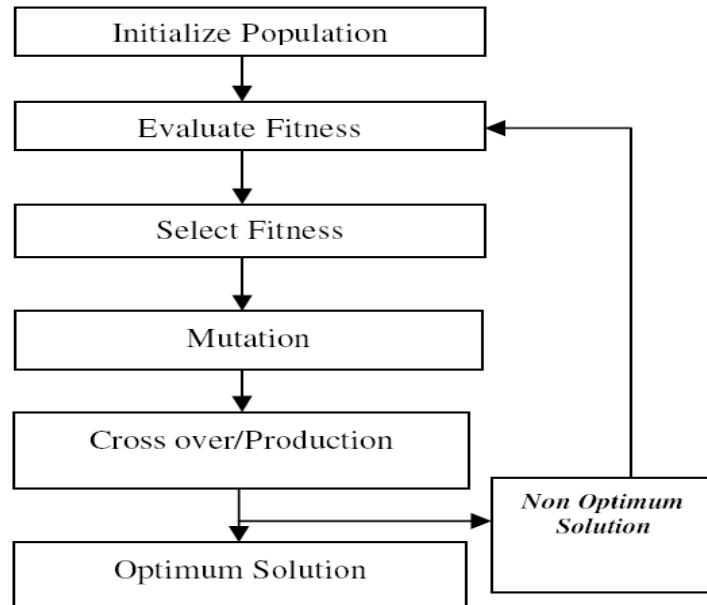 Initialize Population
Evaluate Fitness
Select Fitness
Mutation
Cross over/Production
Non Optimum
Solution
Optimum Solution